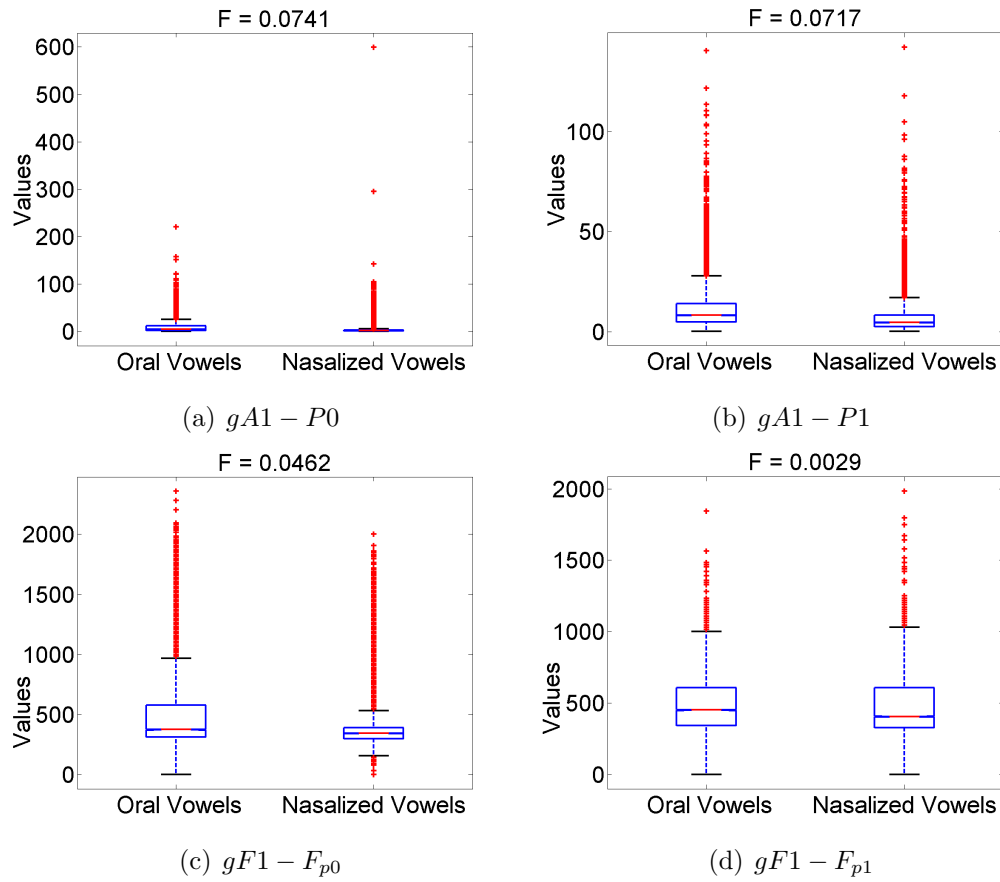 F = 0.0741
600
500
400
300
200
100
0
Values
Oral Vowels Nasalized Vowels
(a) gA1 − P0
F = 0.0717
100
50
0
Values
Oral Vowels Nasalized Vowels
(b) gA1 − P1
F = 0.0462
2000
1500
1000
500
0
Values
Oral Vowels Nasalized Vowels
(c) gF1 − Fp0
F = 0.0029
2000
1500
1000
500
0
Values
Oral Vowels Nasalized Vowels
(d) gF1 − Fp1